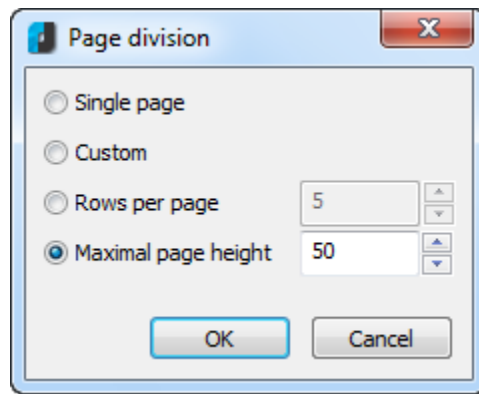 Page division
Single page
Custom
Rows per page 5
Maximal page height 50
OK Cancel